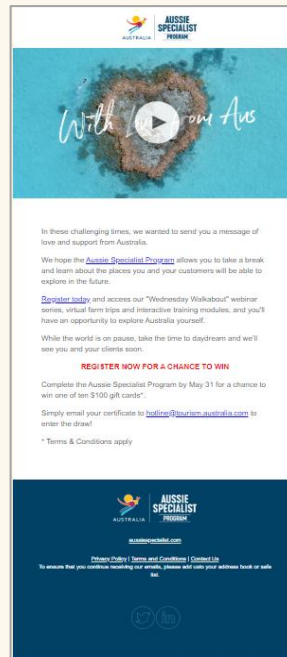 AUSTRALIA
AUSSIE
SPECIALIST
PROGRAM
With Love from Aus
In these challenging times, we wanted to send you a message of
love and support from Australia.
We hope the Aussie Specialist Program allows you to take a break
and learn about the places you and your customers will be able to
explore in the future.
Register today and access our "Wednesday Walkabout" webinar
series, virtual farm trips and interactive training modules, and you'll
have an opportunity to explore Australia yourself.
While the world is on pause, take the time to daydream and we'll
see you and your clients soon.
REGISTER NOW FOR A CHANCE TO WIN
Complete the Aussie Specialist Program by May 31 for a chance to
win one of ten $100 gift cards*.
Simply email your certificate to hotline@tourism.australia.com to
enter the draw!
* Terms & Conditions apply
AUSTRALIA
AUSSIE
SPECIALIST
PROGRAM
aussiespecialist.com
Privacy Policy | Terms and Conditions | Contact Us
To ensure that you continue receiving our emails, please add us to your address book or safe
list.